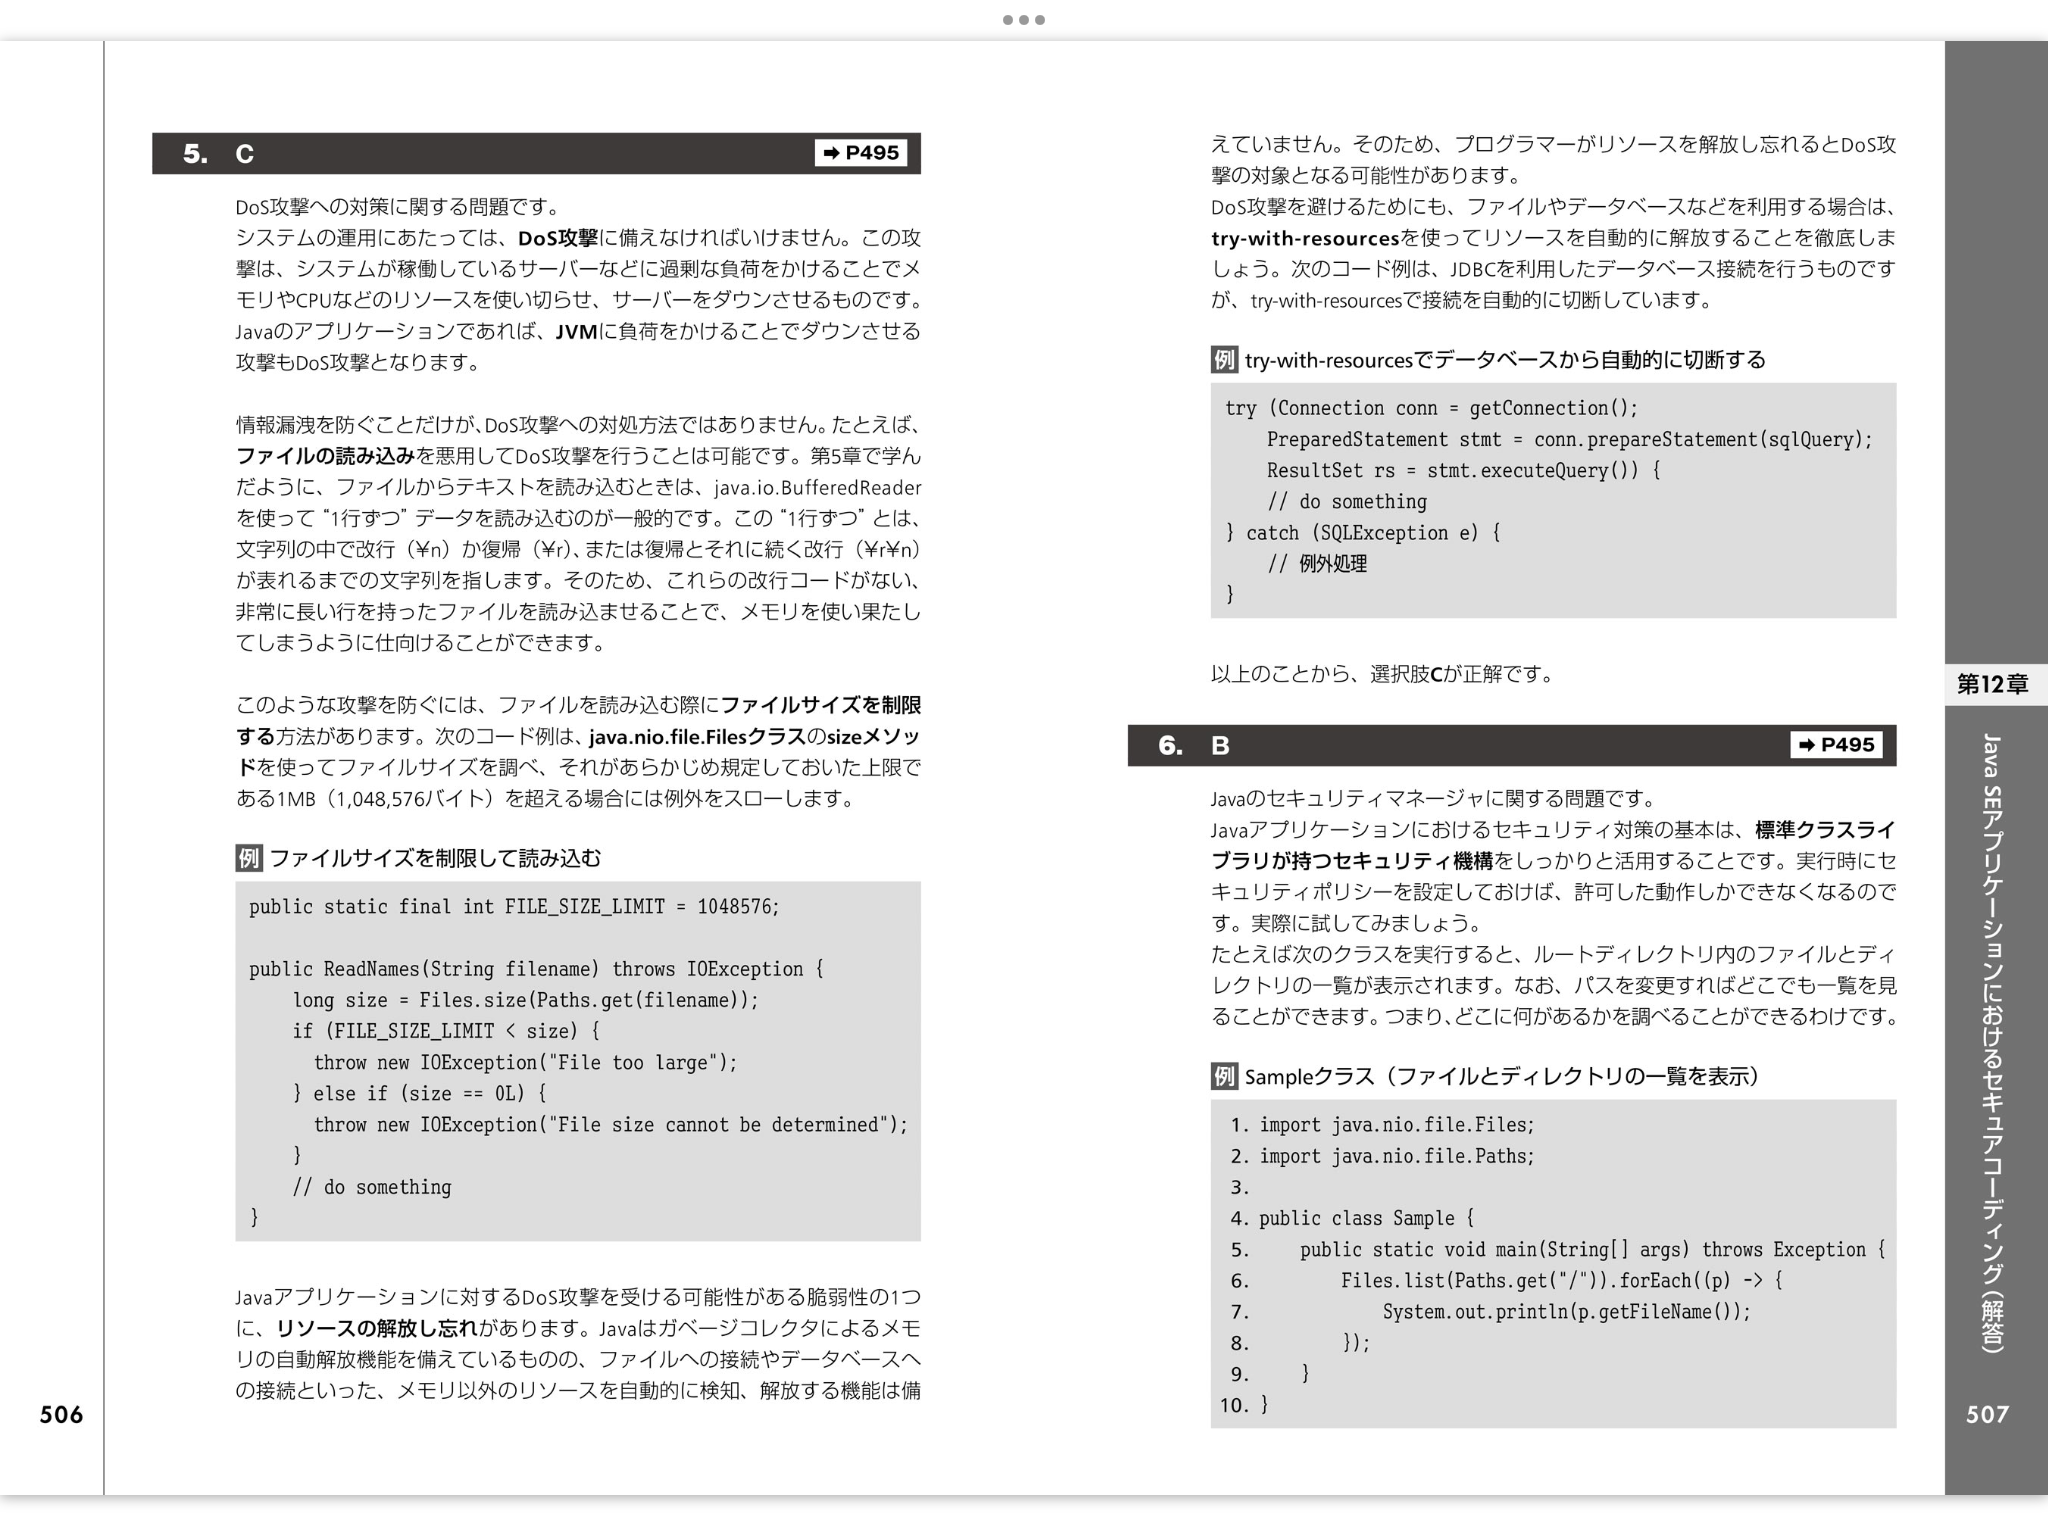 5. C
➡ P495
DoS攻撃への対策に関する問題です。
システムの運用にあたっては、DoS攻撃に備えなければいけません。この攻
撃は、システムが稼働しているサーバーなどに過剰な負荷をかけることでメ
モリやCPUなどのリソースを使い切らせ、サーバーをダウンさせるものです。
Javaのアプリケーションであれば、JVMに負荷をかけることでダウンさせる
攻撃もDoS攻撃となります。
情報漏洩を防ぐことだけが、DoS攻撃への対処方法ではありません。たとえば、
ファイルの読み込みを悪用してDoS攻撃を行うことは可能です。第5章で学ん
だように、ファイルからテキストを読み込むときは、java.io.BufferedReader
を使って“1行ずつ”データを読み込むのが一般的です。この“1行ずつ”とは、
文字列の中で改行（¥n）か復帰（¥r）、または復帰とそれに続く改行（¥r¥n）
が表れるまでの文字列を指します。そのため、これらの改行コードがない、
非常に長い行を持ったファイルを読み込ませることで、メモリを使い果たし
てしまうように仕向けることができます。
このような攻撃を防ぐには、ファイルを読み込む際にファイルサイズを制限
する方法があります。次のコード例は、java.nio.file.Filesクラスのsizeメソッ
ドを使ってファイルサイズを調べ、それがあらかじめ規定しておいた上限で
ある1MB（1,048,576バイト）を超える場合には例外をスローします。
例 ファイルサイズを制限して読み込む
public static final int FILE_SIZE_LIMIT = 1048576;
public ReadNames(String filename) throws IOException {
    long size = Files.size(Paths.get(filename));
    if (FILE_SIZE_LIMIT < size) {
      throw new IOException("File too large");
    } else if (size == 0L) {
      throw new IOException("File size cannot be determined");
    }
    // do something
}
Javaアプリケーションに対するDoS攻撃を受ける可能性がある脆弱性の1つ
に、リソースの解放し忘れがあります。Javaはガベージコレクタによるメモ
リの自動解放機能を備えているものの、ファイルへの接続やデータベースへ
の接続といった、メモリ以外のリソースを自動的に検知、解放する機能は備
506
えていません。そのため、プログラマーがリソースを解放し忘れるとDoS攻
撃の対象となる可能性があります。
DoS攻撃を避けるためにも、ファイルやデータベースなどを利用する場合は、
try-with-resourcesを使ってリソースを自動的に解放することを徹底しま
しょう。次のコード例は、JDBCを利用したデータベース接続を行うものです
が、try-with-resourcesで接続を自動的に切断しています。
例 try-with-resourcesでデータベースから自動的に切断する
try (Connection conn = getConnection();
    PreparedStatement stmt = conn.prepareStatement(sqlQuery);
    ResultSet rs = stmt.executeQuery()) {
    // do something
} catch (SQLException e) {
    // 例外処理
}
以上のことから、選択肢Cが正解です。
6. B
➡ P495
Javaのセキュリティマネージャに関する問題です。
Javaアプリケーションにおけるセキュリティ対策の基本は、標準クラスライ
ブラリが持つセキュリティ機構をしっかりと活用することです。実行時にセ
キュリティポリシーを設定しておけば、許可した動作しかできなくなるので
す。実際に試してみましょう。
たとえば次のクラスを実行すると、ルートディレクトリ内のファイルとディ
レクトリの一覧が表示されます。なお、パスを変更すればどこでも一覧を見
ることができます。つまり、どこに何があるかを調べることができるわけです。
例 Sampleクラス（ファイルとディレクトリの一覧を表示）
1. import java.nio.file.Files;
2. import java.nio.file.Paths;
3.
4. public class Sample {
5.     public static void main(String[] args) throws Exception {
6.         Files.list(Paths.get("/")).forEach((p) -> {
7.             System.out.println(p.getFileName());
8.         });
9.     }
10. }
第12章
Java SEアプリケーションにおけるセキュアコーディング（解答）
507